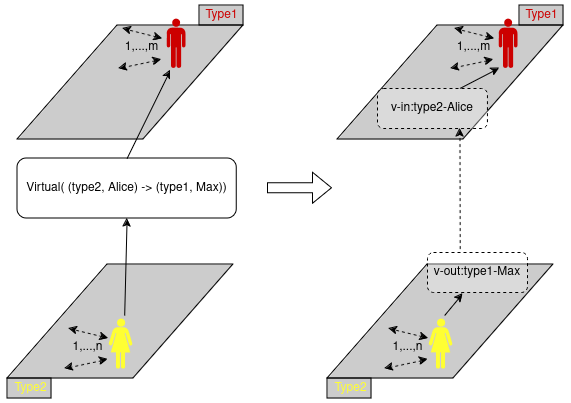 Type1
1,...,m
Virtual( (type2, Alice) -> (type1, Max))
1,...,n
Type2
Type1
1,...,m
v-in:type2-Alice
v-out:type1-Max
1,...,n
Type2